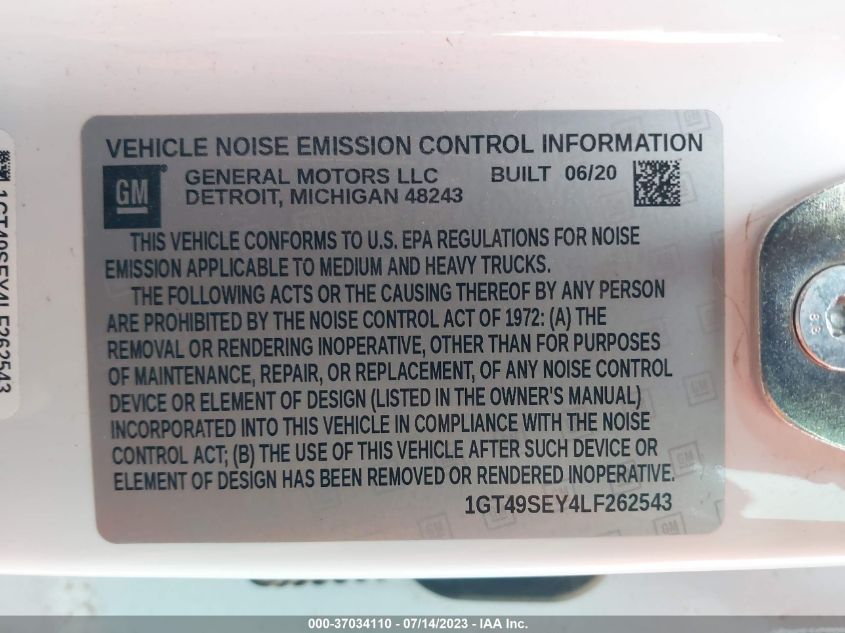 VEHICLE NOISE EMISSION CONTROL INFORMATION
GM
GENERAL MOTORS LLC BUILT 06/20
DETROIT, MICHIGAN 48243
THIS VEHICLE CONFORMS TO U.S. EPA REGULATIONS FOR NOISE
EMISSION APPLICABLE TO MEDIUM AND HEAVY TRUCKS.
THE FOLLOWING ACTS OR THE CAUSING THEREOF BY ANY PERSON
ARE PROHIBITED BY THE NOISE CONTROL ACT OF 1972: (A) THE
REMOVAL OR RENDERING INOPERATIVE, OTHER THAN FOR PURPOSES
OF MAINTENANCE, REPAIR, OR REPLACEMENT, OF ANY NOISE CONTROL
DEVICE OR ELEMENT OF DESIGN (LISTED IN THE OWNER'S MANUAL)
INCORPORATED INTO THIS VEHICLE IN COMPLIANCE WITH THE NOISE
CONTROL ACT; (B) THE USE OF THIS VEHICLE AFTER SUCH DEVICE OR
ELEMENT OF DESIGN HAS BEEN REMOVED OR RENDERED INOPERATIVE.
1GT49SEY4LF262543
1GT49SEY4LF262543
8.8
000-37034110 - 07/14/2023 - IAA Inc.